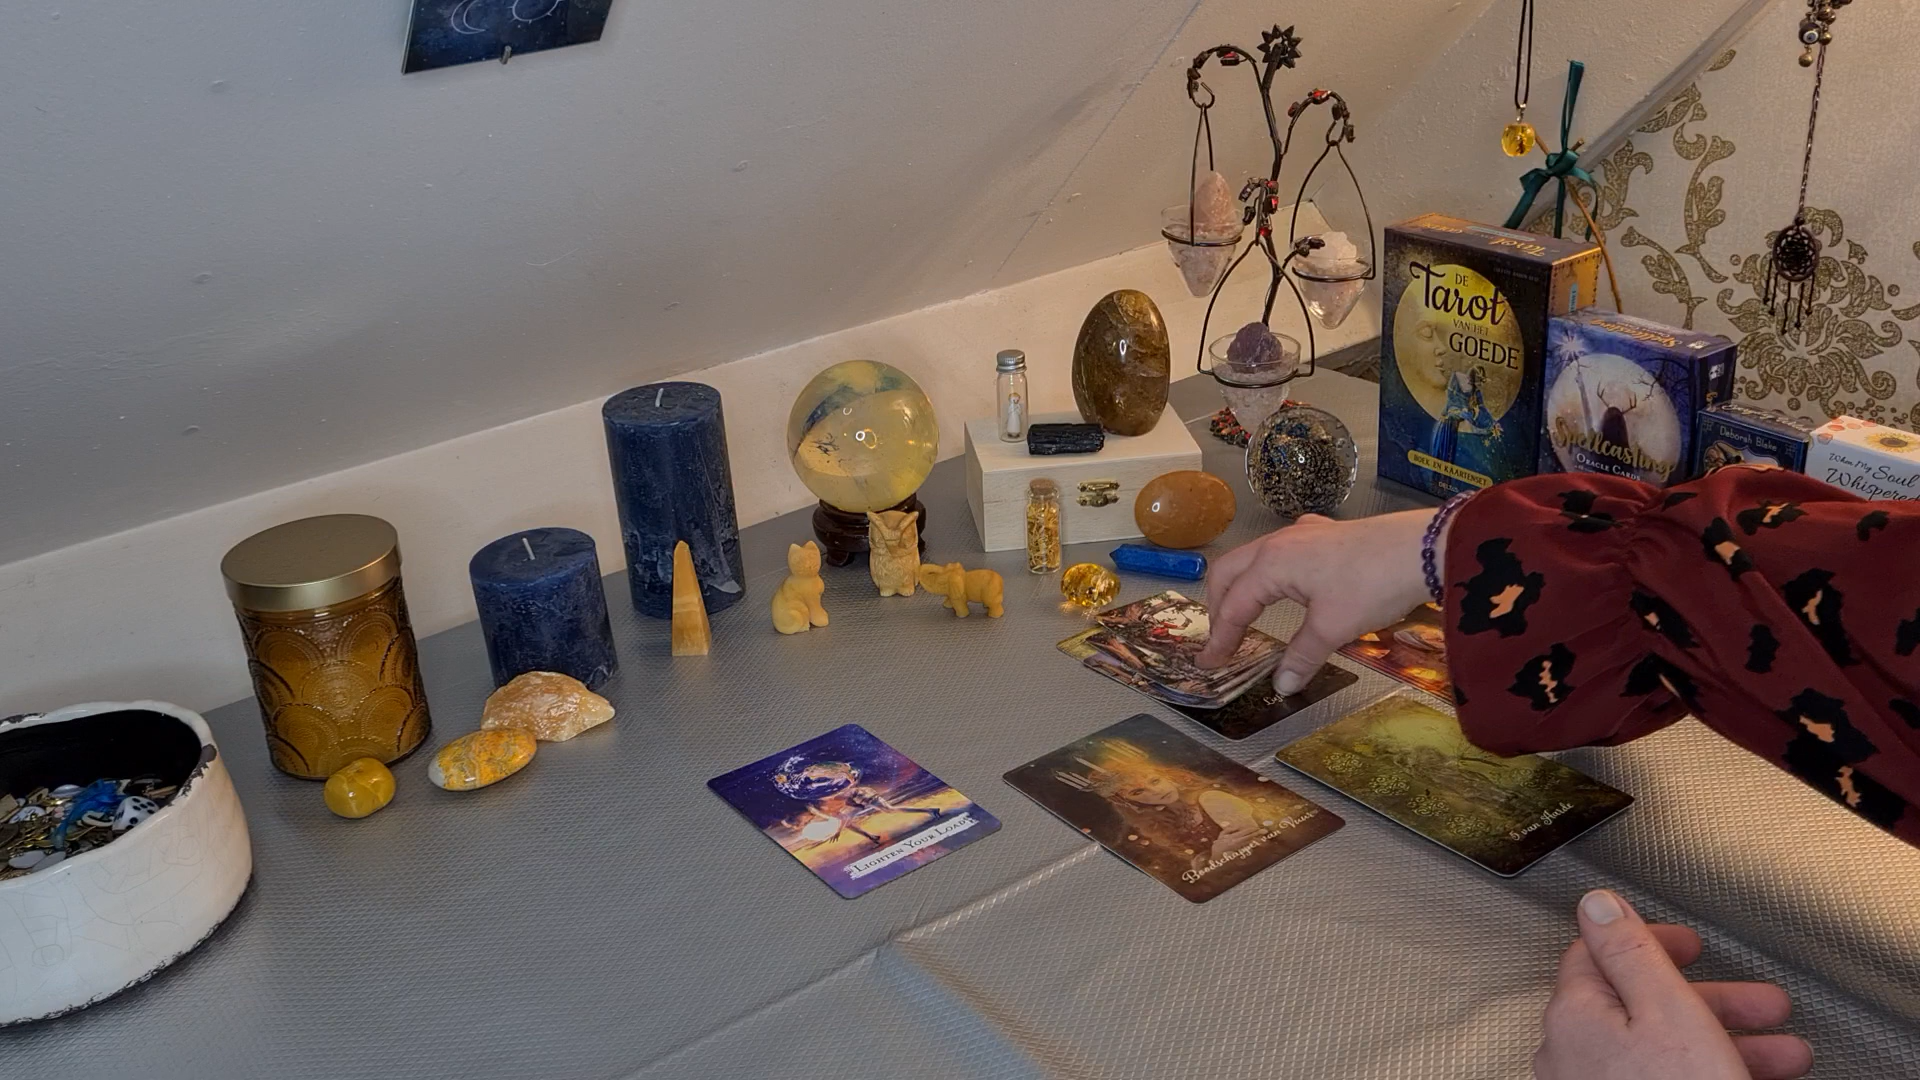 DE
Tarot
VAN HET
GOEDE
BOEK EN KAARTENSET
Spellcasting
ORACLE CARDS
Deborah Blake
When My
Soul
Whispered
LIGHTEN YOUR LOAD
Boodschapper van Vuur
5 van Aarde